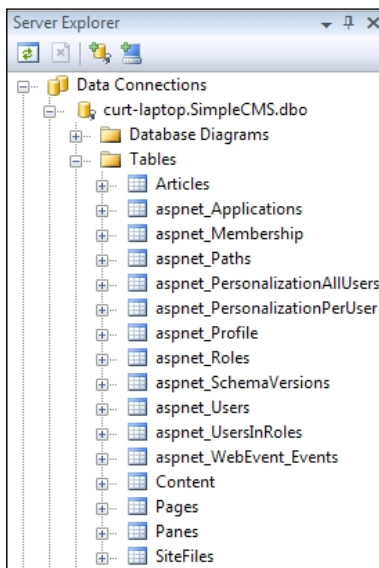 Server Explorer
Data Connections
curt-laptop.SimpleCMS.dbo
Database Diagrams
Tables
Articles
aspnet_Applications
aspnet_Membership
aspnet_Paths
aspnet_PersonalizationAllUsers
aspnet_PersonalizationPerUser
aspnet_Profile
aspnet_Roles
aspnet_SchemaVersions
aspnet_Users
aspnet_UsersInRoles
aspnet_WebEvent_Events
Content
Pages
Panes
SiteFiles